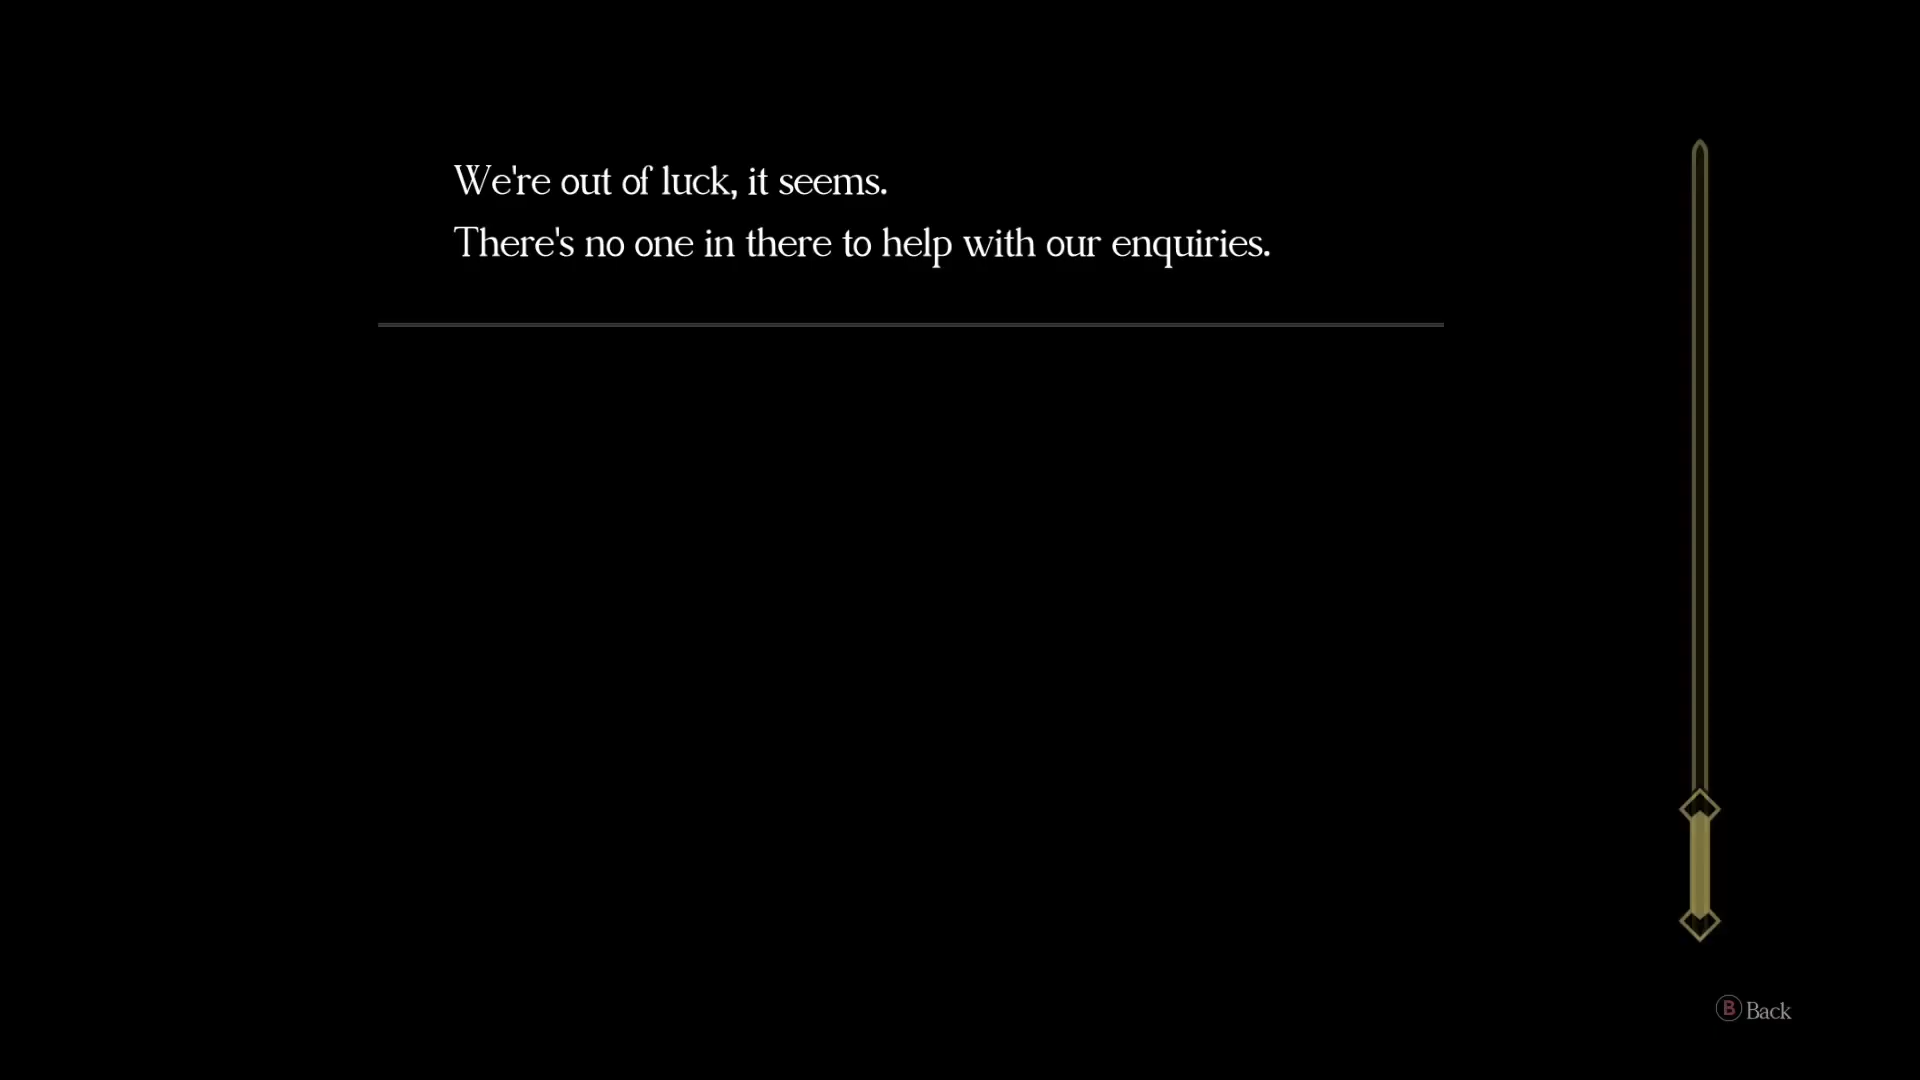 We're out of luck, it seems.
There's no one in there to help with our enquiries.
B Back